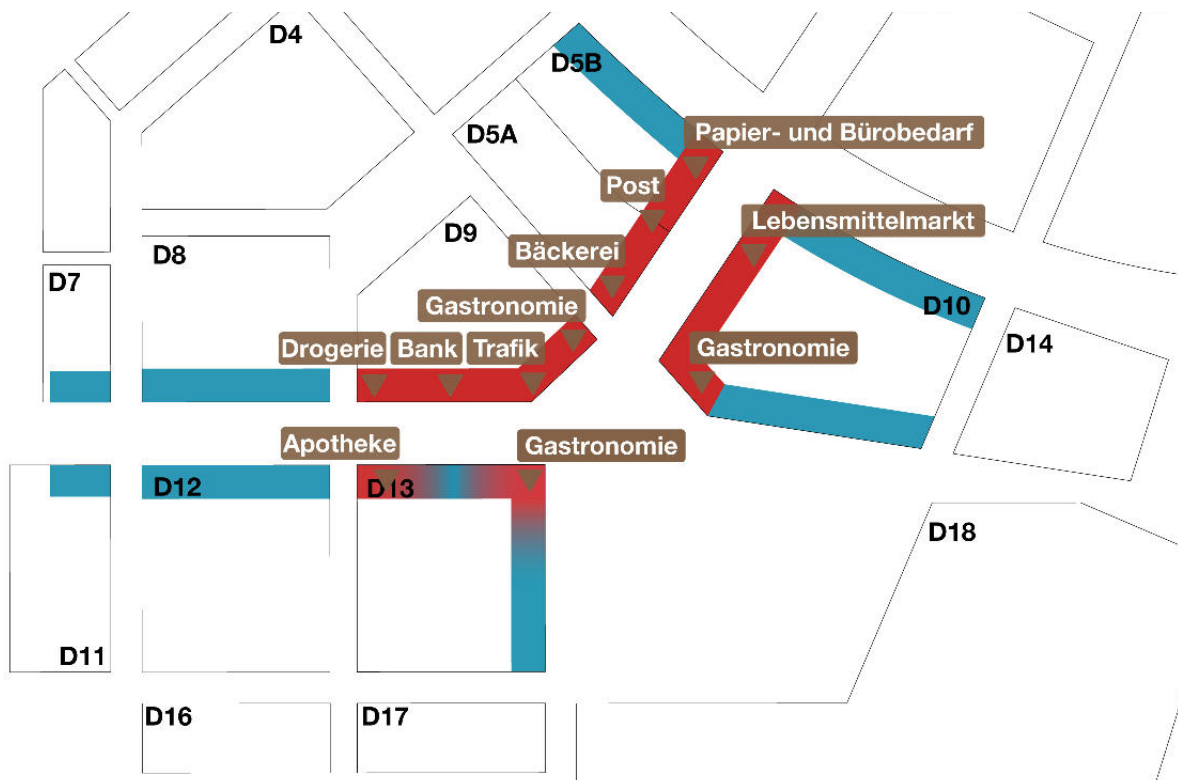 D4
D5B
D5A
Papier- und Bürobedarf
Post
Lebensmittelmarkt
D9
D8
Bäckerei
D7
Gastronomie
D10
Drogerie
Bank
Trafik
Gastronomie
D14
Apotheke
Gastronomie
D12
D13
D18
D11
D16
D17